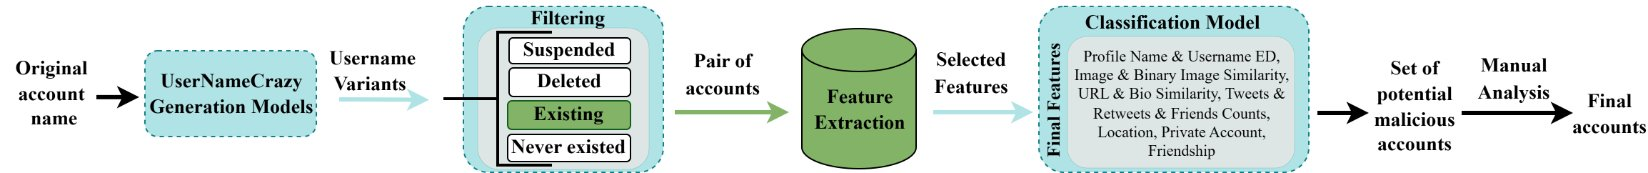 Original
account
name
UserNameCrazy
Generation Models
Username
Variants
Filtering
Suspended
Deleted
Existing
Never existed
Pair of
accounts
Feature
Extraction
Selected
Features
Classification Model
Final Features
Profile Name & Username ED,
Image & Binary Image Similarity,
URL & Bio Similarity, Tweets &
Retweets & Friends Counts,
Location, Private Account,
Friendship
Set of
potential
malicious
accounts
Manual
Analysis
Final
accounts